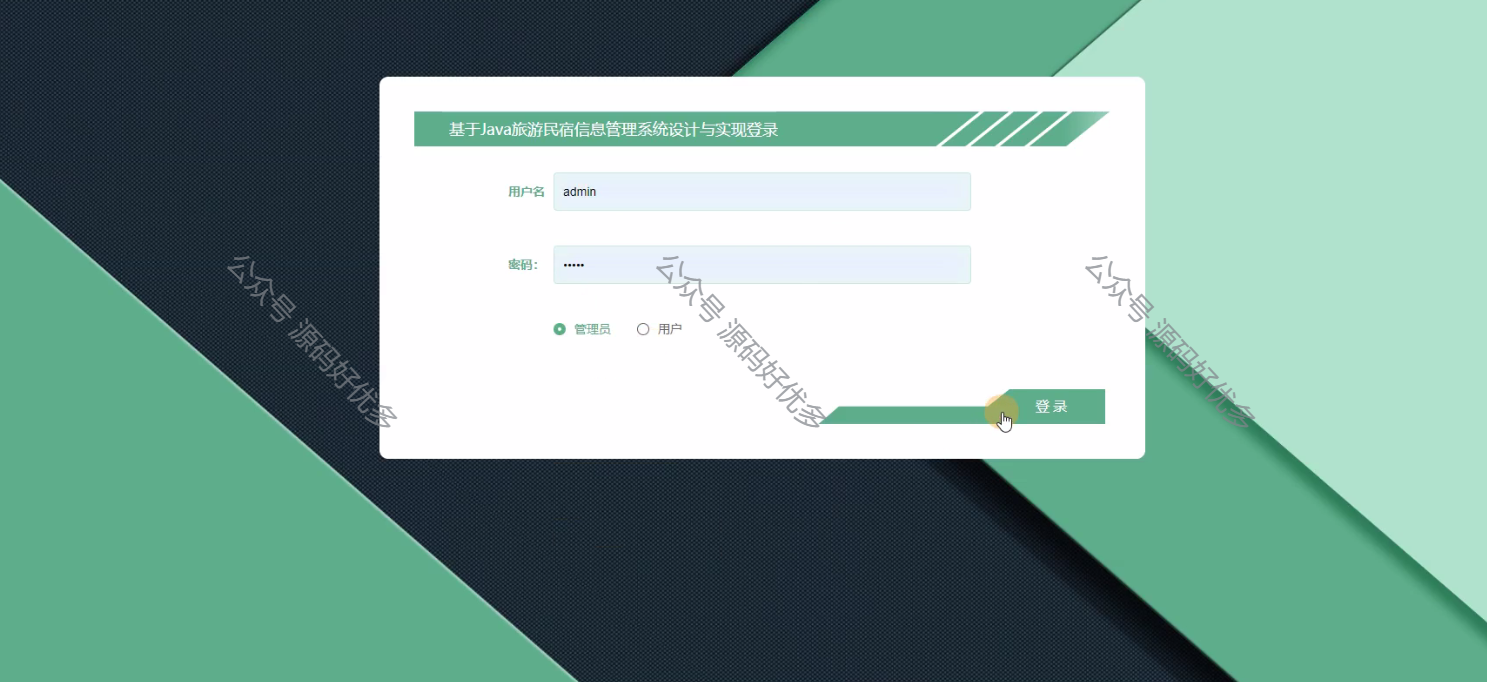 基于Java旅游民宿信息管理系统设计与实现登录
用户名
admin
密码：
•••••
管理员
用户
登 录
公众号 源码好优多
公众号 源码好优多
公众号 源码好优多